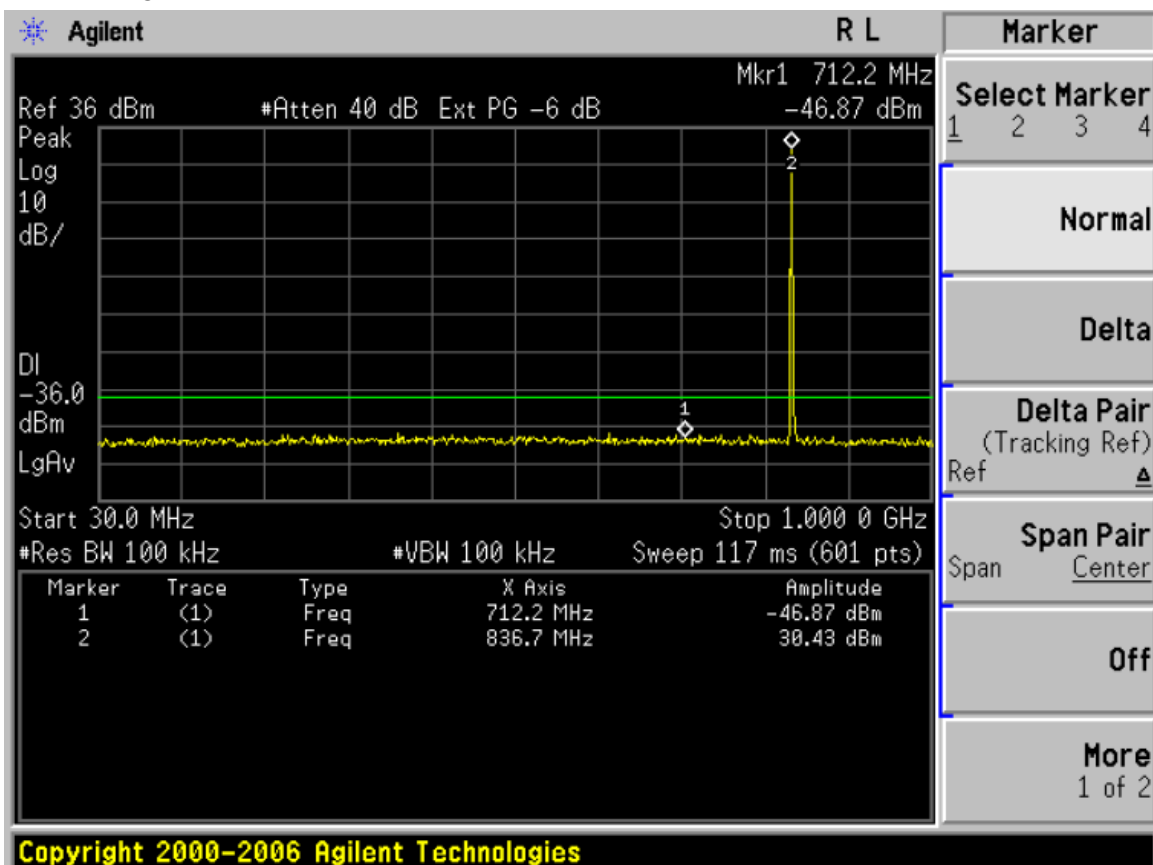 Agilent R L
Mkr1 712.2 MHz
Ref 36 dBm #Atten 40 dB Ext PG -6 dB -46.87 dBm
Peak
Log
10
dB/
DI
-36.0
dBm
LgAv
2
1
Start 30.0 MHz Stop 1.000 0 GHz
#Res BW 100 kHz #VBW 100 kHz Sweep 117 ms (601 pts)
Marker Trace Type X Axis Amplitude
1 (1) Freq 712.2 MHz -46.87 dBm
2 (1) Freq 836.7 MHz 30.43 dBm
Marker
Select Marker
1 2 3 4
Normal
Delta
Delta Pair
(Tracking Ref)
Ref Δ
Span Pair
Span Center
Off
More
1 of 2
Copyright 2000-2006 Agilent Technologies